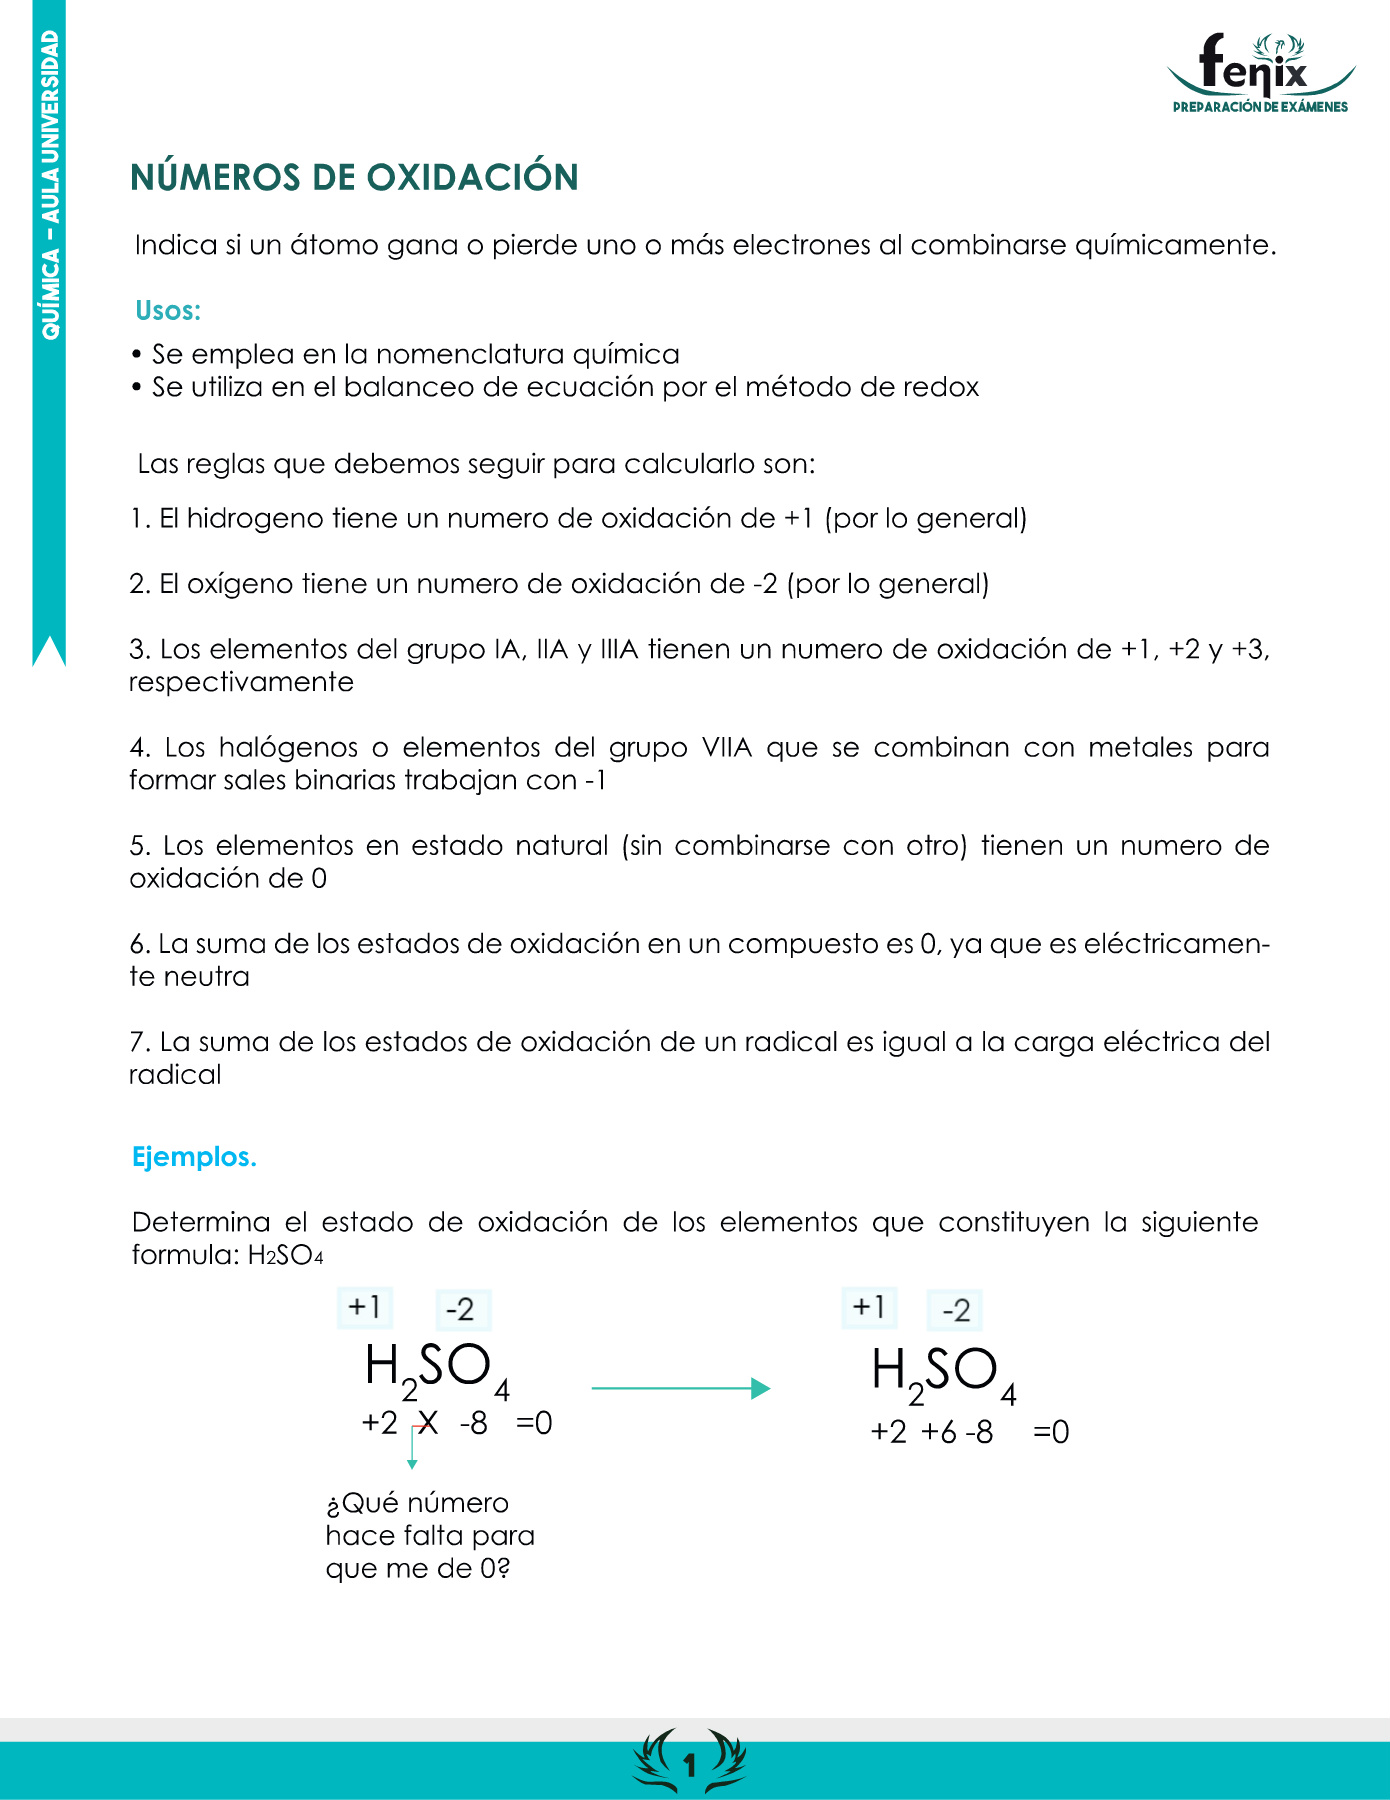 QUÍMICA - AULA UNIVERSIDAD
fenix
PREPARACIÓN DE EXÁMENES
NÚMEROS DE OXIDACIÓN
Indica si un átomo gana o pierde uno o más electrones al combinarse químicamente.
Usos:
• Se emplea en la nomenclatura química
• Se utiliza en el balanceo de ecuación por el método de redox
Las reglas que debemos seguir para calcularlo son:
1. El hidrogeno tiene un numero de oxidación de +1 (por lo general)
2. El oxígeno tiene un numero de oxidación de -2 (por lo general)
3. Los elementos del grupo IA, IIA y IIIA tienen un numero de oxidación de +1, +2 y +3,
respectivamente
4. Los halógenos o elementos del grupo VIIA que se combinan con metales para
formar sales binarias trabajan con -1
5. Los elementos en estado natural (sin combinarse con otro) tienen un numero de
oxidación de 0
6. La suma de los estados de oxidación en un compuesto es 0, ya que es eléctricamen-
te neutra
7. La suma de los estados de oxidación de un radical es igual a la carga eléctrica del
radical
Ejemplos.
Determina el estado de oxidación de los elementos que constituyen la siguiente
formula: H₂SO₄
+1 -2
H₂SO₄
+2 X -8 =0
¿Qué número
hace falta para
que me de 0?
+1 -2
H₂SO₄
+2 +6 -8 =0
1